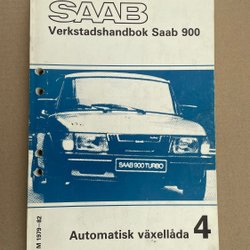 SAAB
Verkstadshandbok Saab 900
SAAB 900 TURBO
M 1979–82
Automatisk växellåda 4